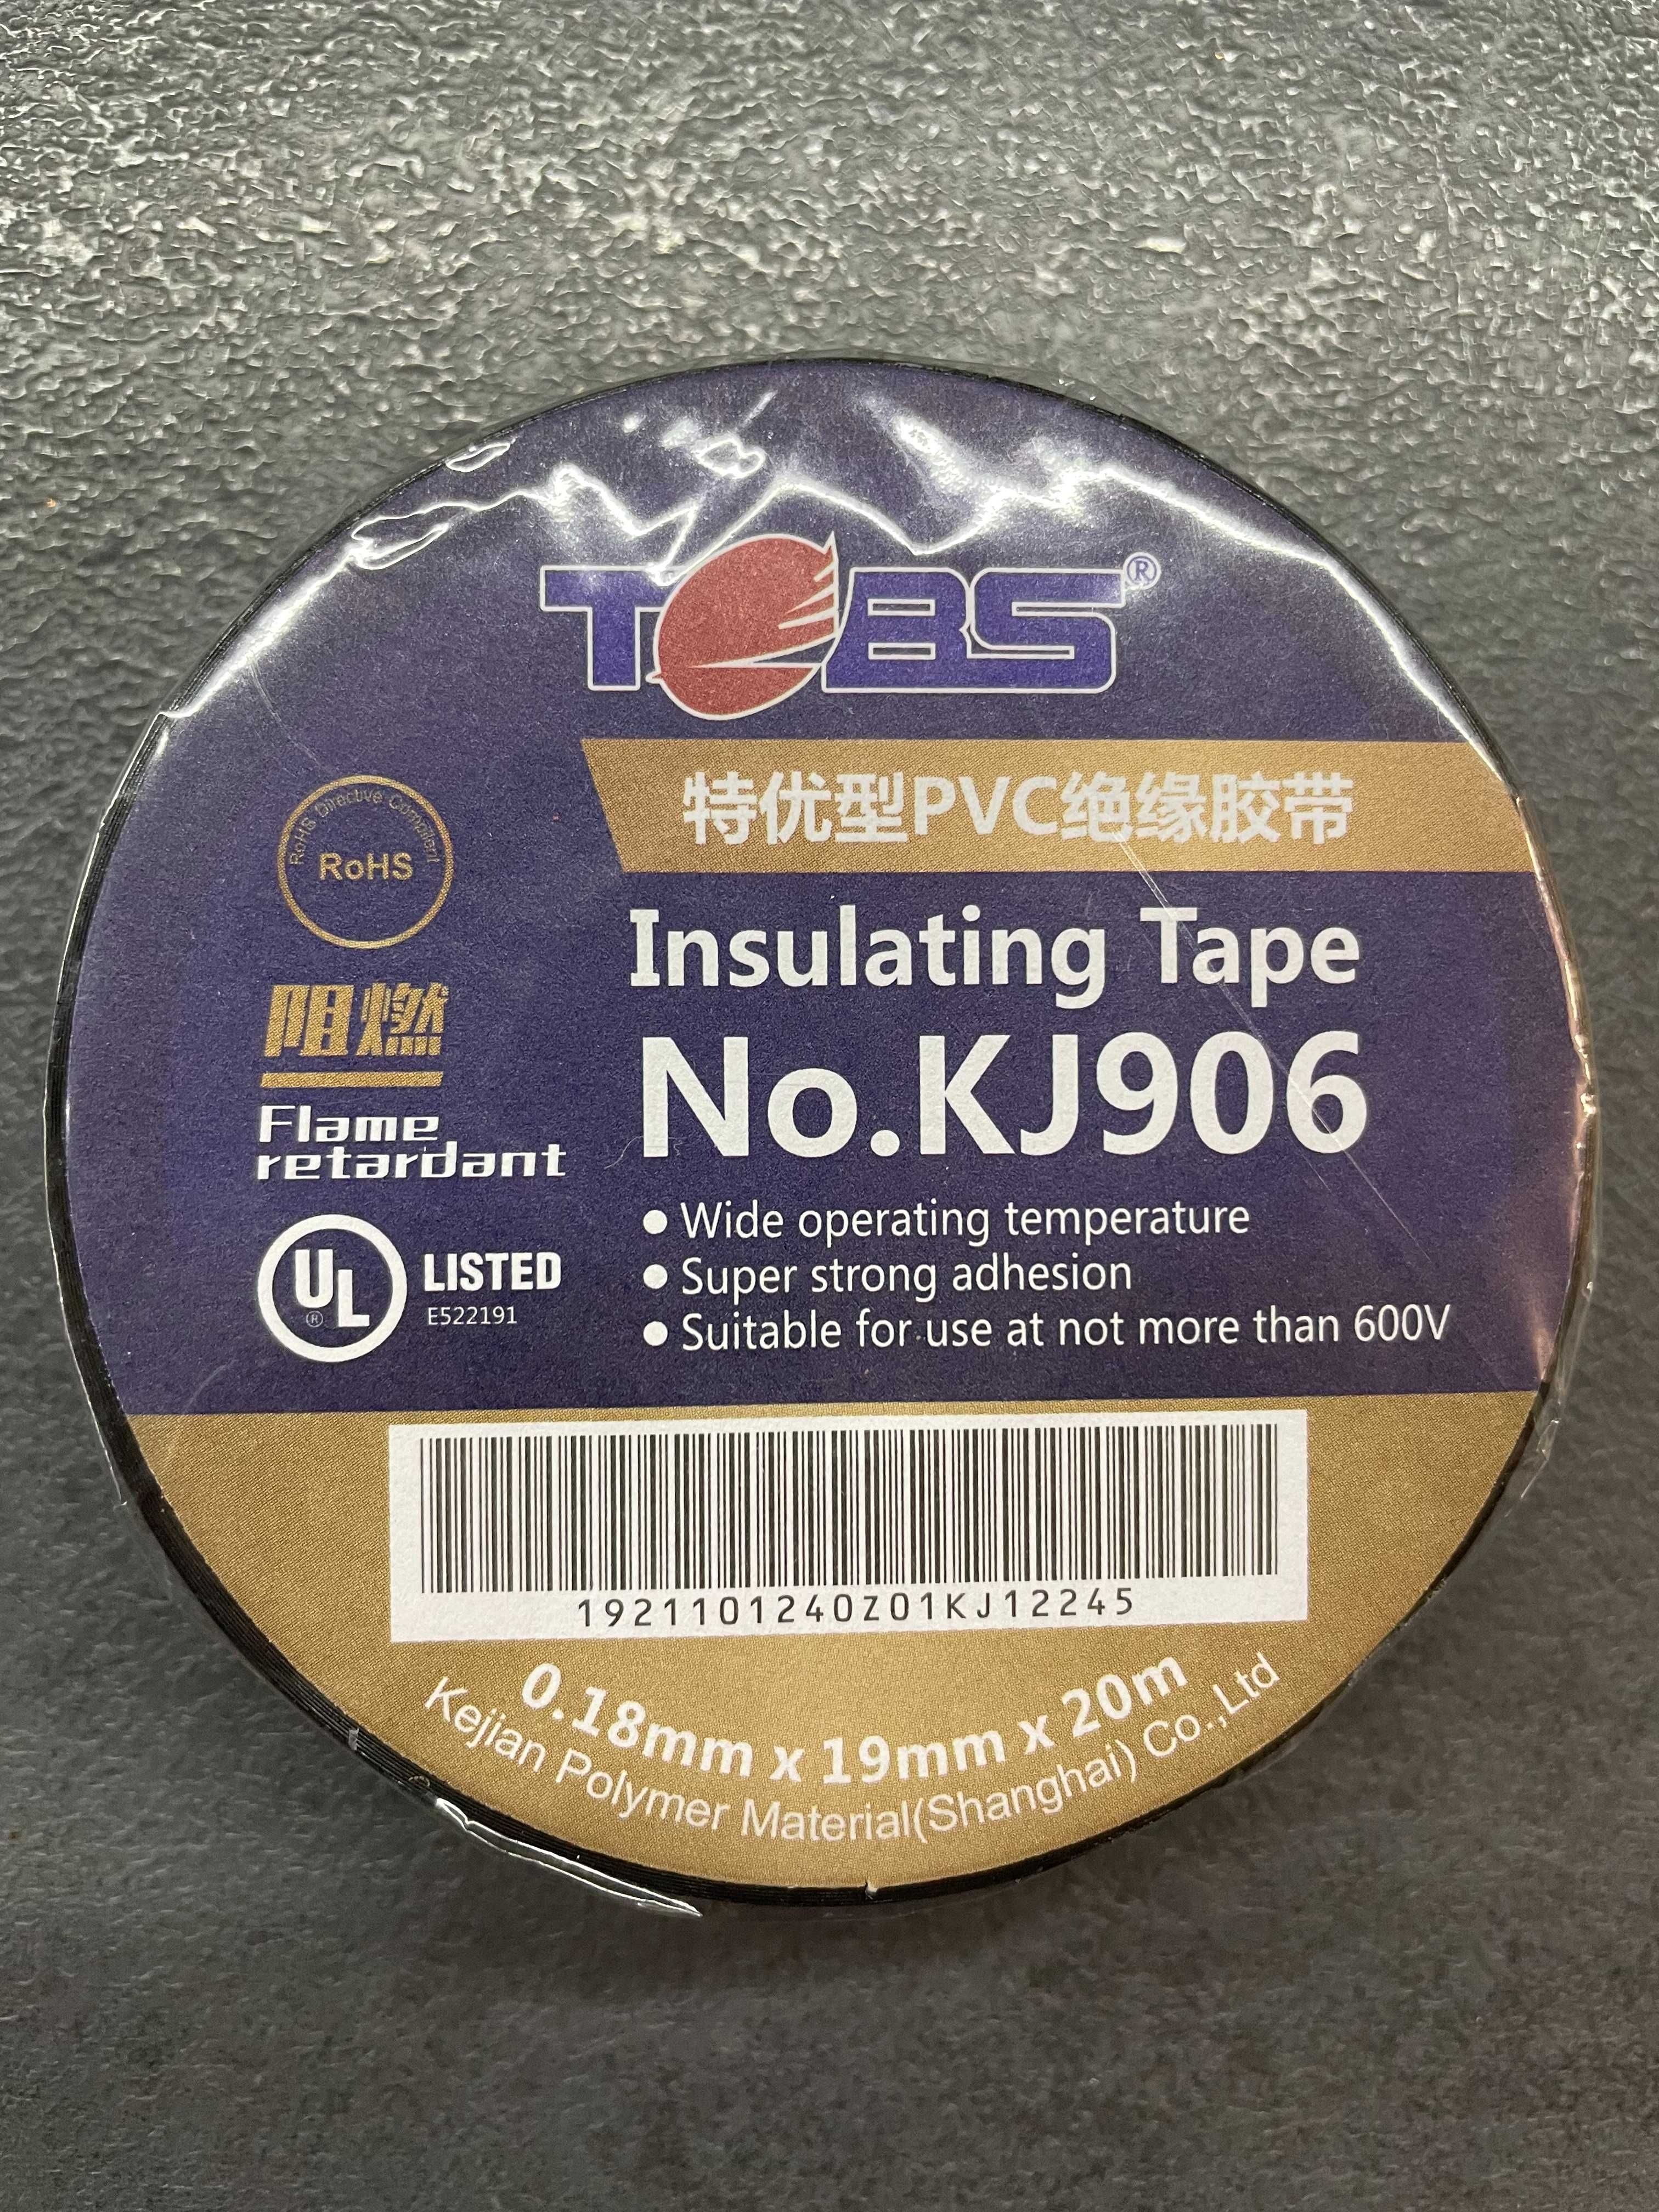 TOBS®
特优型PVC绝缘胶带
RoHS Directive Compliant
RoHS
阻燃
Flame
retardant
UL®
LISTED
E522191
Insulating Tape
No.KJ906
● Wide operating temperature
● Super strong adhesion
● Suitable for use at not more than 600V
1921101240Z01KJ12245
0.18mm x 19mm x 20m
Kejian Polymer Material(Shanghai) Co.,Ltd